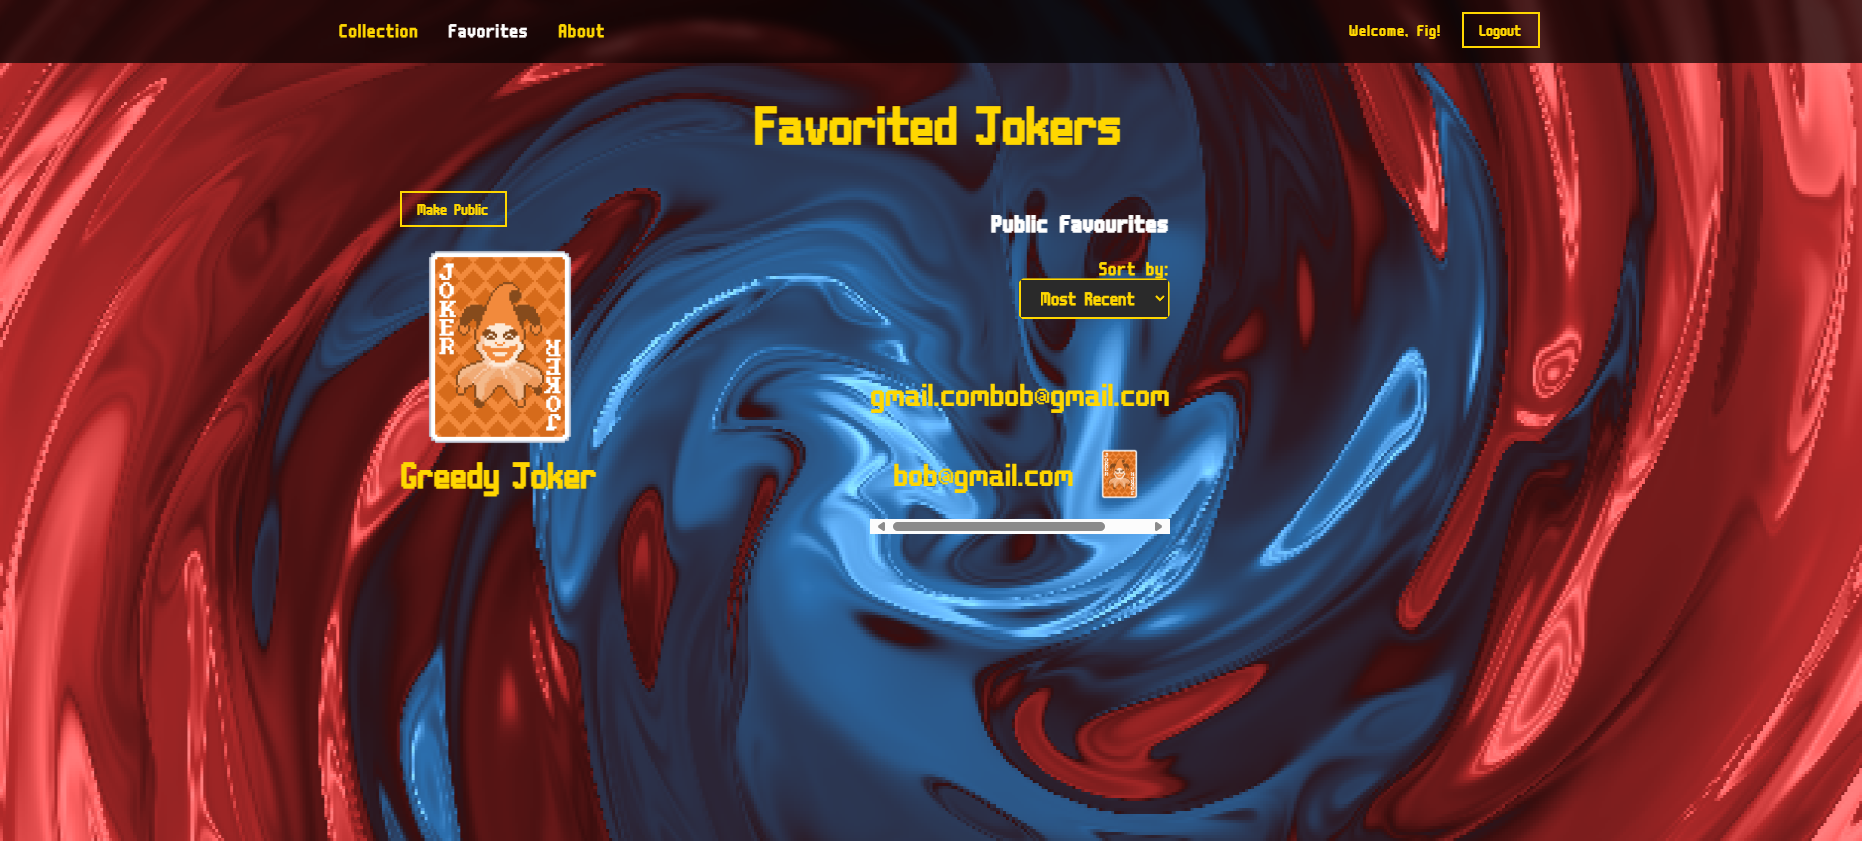 Collection Favorites About Welcome, Fig! Logout
Favorited Jokers
Make Public
JOKER
JOKER
Greedy Joker
Public Favourites
Sort by:
Most Recent
gmail.combob@gmail.com
bob@gmail.com